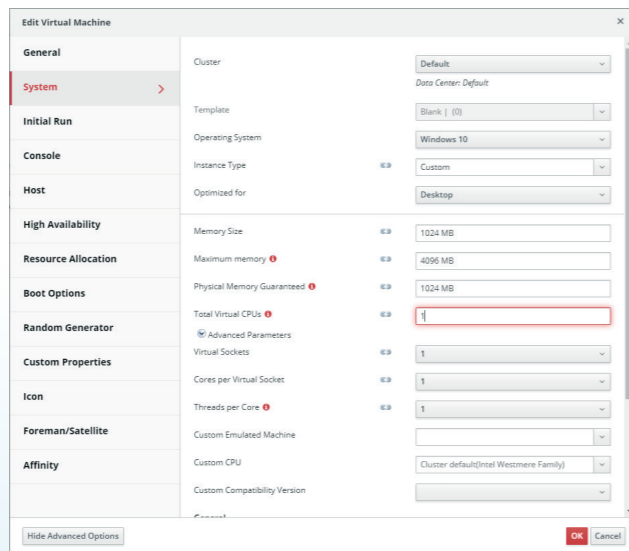 Edit Virtual Machine ×
General
System
Initial Run
Console
Host
High Availability
Resource Allocation
Boot Options
Random Generator
Custom Properties
Icon
Foreman/Satellite
Affinity
Cluster Default
Data Center: Default
Template Blank | (0)
Operating System Windows 10
Instance Type Custom
Optimized for Desktop
Memory Size 1024 MB
Maximum memory 4096 MB
Physical Memory Guaranteed 1024 MB
Total Virtual CPUs 1
Advanced Parameters
Virtual Sockets 1
Cores per Virtual Socket 1
Threads per Core 1
Custom Emulated Machine
Custom CPU Cluster default(Intel Westmere Family)
Custom Compatibility Version
Hide Advanced Options OK Cancel